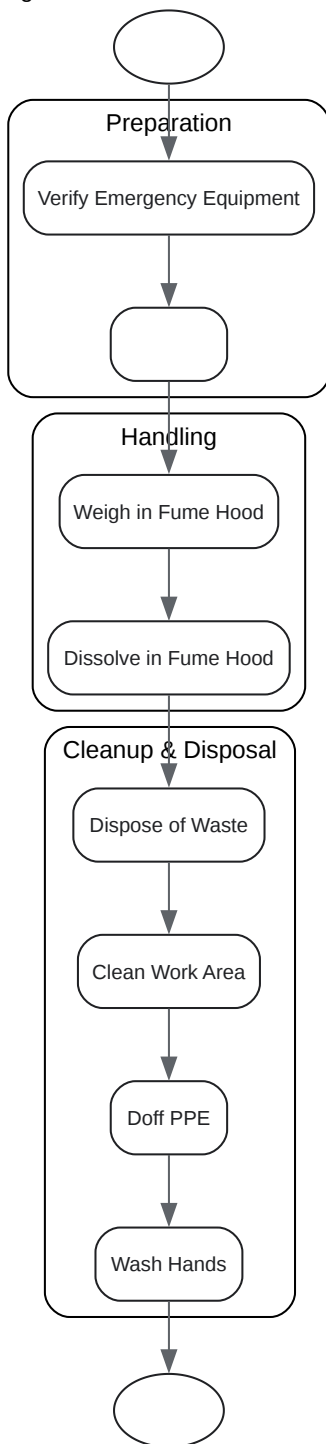 Preparation
Verify Emergency Equipment
Handling
Weigh in Fume Hood
Dissolve in Fume Hood
Cleanup & Disposal
Dispose of Waste
Clean Work Area
Doff PPE
Wash Hands